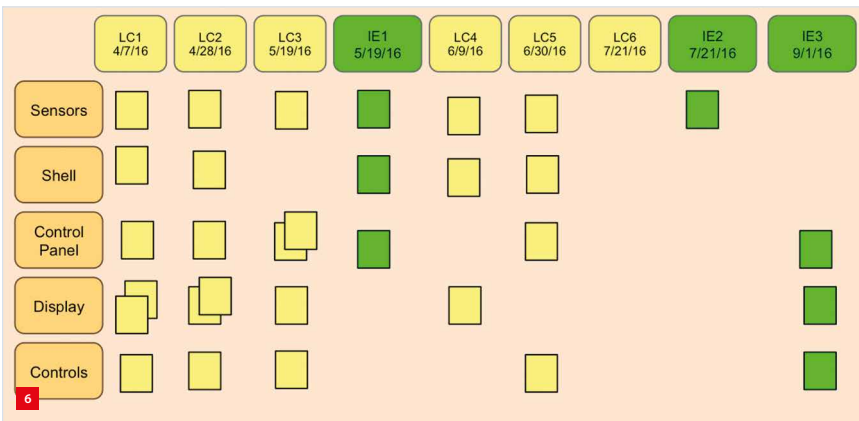 LC1
4/7/16
LC2
4/28/16
LC3
5/19/16
IE1
5/19/16
LC4
6/9/16
LC5
6/30/16
LC6
7/21/16
IE2
7/21/16
IE3
9/1/16
Sensors
Shell
Control
Panel
Display
Controls
6